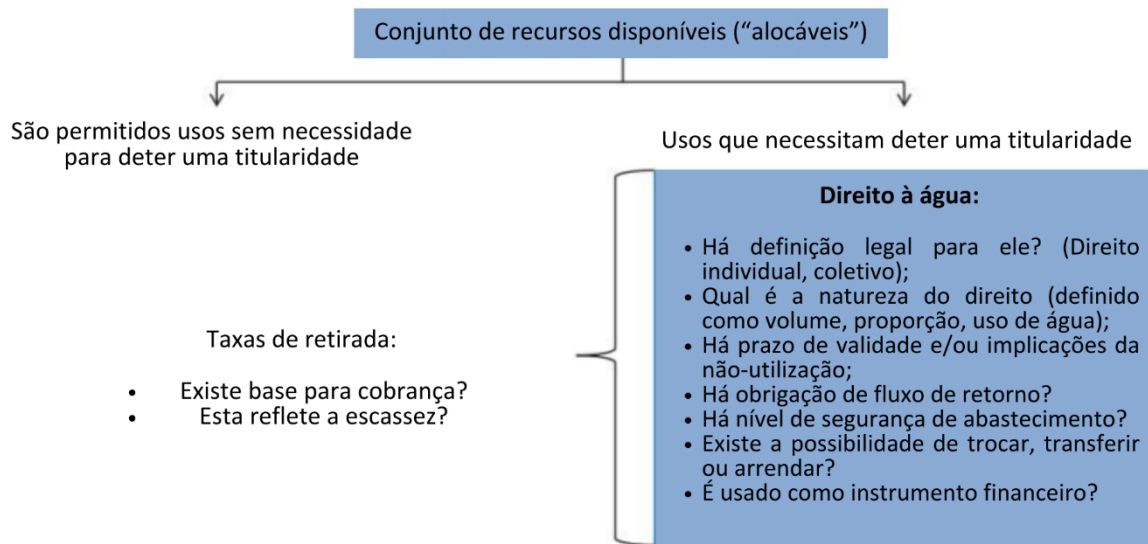 Conjunto de recursos disponíveis (“alocáveis”)
São permitidos usos sem necessidade
para deter uma titularidade
Usos que necessitam deter uma titularidade
Taxas de retirada:
• Existe base para cobrança?
• Esta reflete a escassez?
Direito à água:
• Há definição legal para ele? (Direito
individual, coletivo);
• Qual é a natureza do direito (definido
como volume, proporção, uso de água);
• Há prazo de validade e/ou implicações da
não-utilização;
• Há obrigação de fluxo de retorno?
• Há nível de segurança de abastecimento?
• Existe a possibilidade de trocar, transferir
ou arrendar?
• É usado como instrumento financeiro?